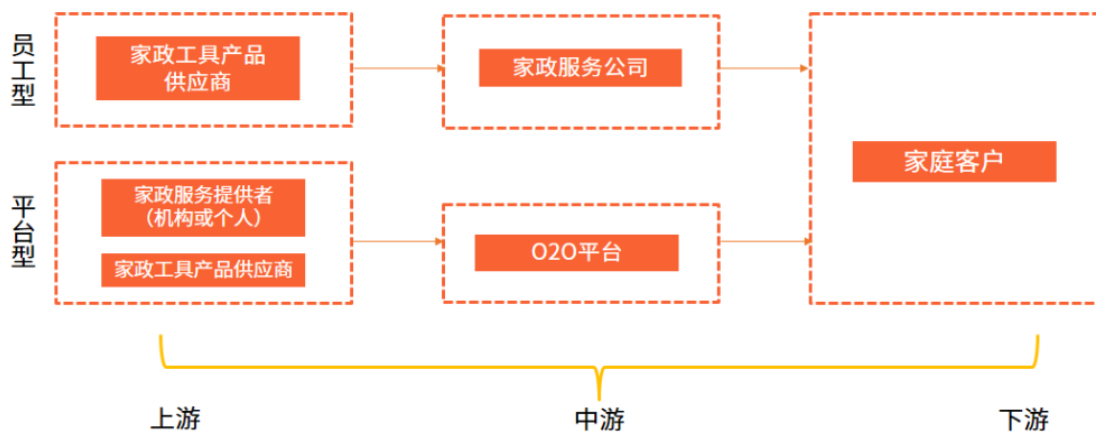 员工型
家政工具产品
供应商
家政服务公司
家庭客户
平台型
家政服务提供者
（机构或个人）
家政工具产品供应商
O2O平台
上游
中游
下游